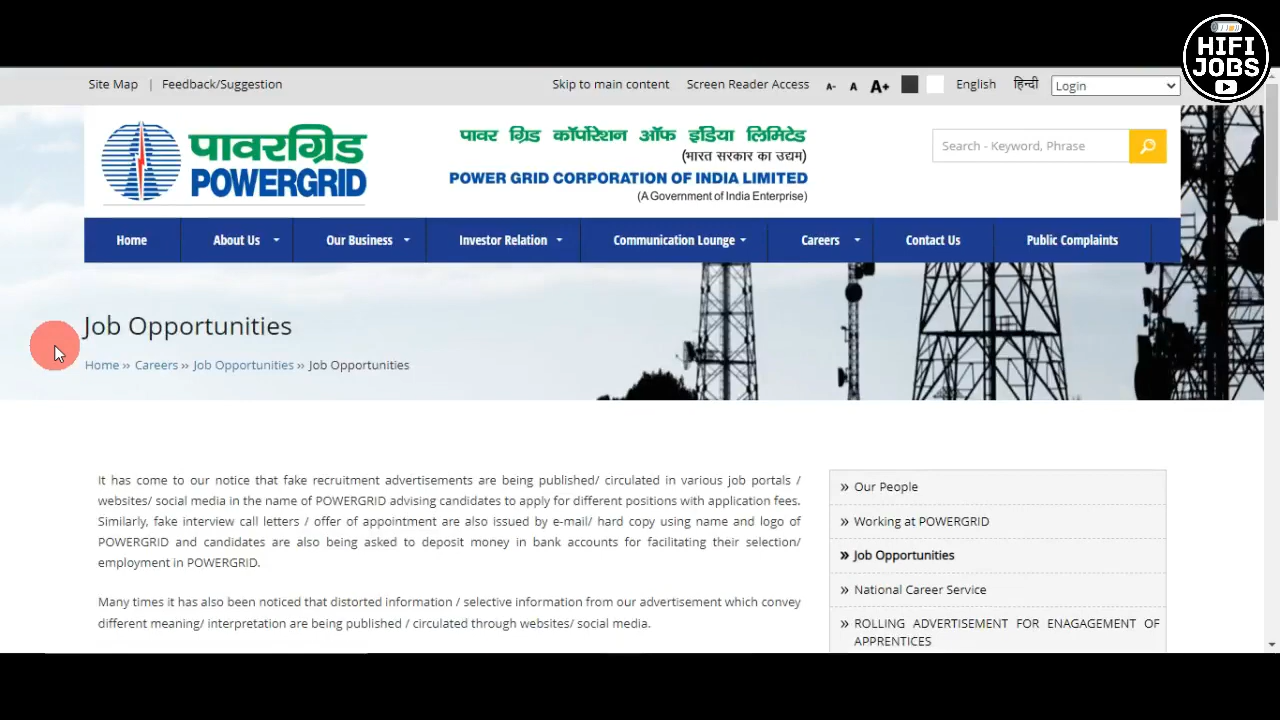 HIFI
JOBS
Site Map | Feedback/Suggestion Skip to main content Screen Reader Access A- A A+ English हिन्दी Login
पावरग्रिड
POWERGRID
पावर ग्रिड कॉर्पोरेशन ऑफ इंडिया लिमिटेड
(भारत सरकार का उद्यम)
POWER GRID CORPORATION OF INDIA LIMITED
(A Government of India Enterprise)
Search - Keyword, Phrase
Home About Us Our Business Investor Relation Communication Lounge Careers Contact Us Public Complaints
Job Opportunities
Home » Careers » Job Opportunities » Job Opportunities
It has come to our notice that fake recruitment advertisements are being published/ circulated in various job portals /
websites/ social media in the name of POWERGRID advising candidates to apply for different positions with application fees.
Similarly, fake interview call letters / offer of appointment are also issued by e-mail/ hard copy using name and logo of
POWERGRID and candidates are also being asked to deposit money in bank accounts for facilitating their selection/
employment in POWERGRID.
Many times it has also been noticed that distorted information / selective information from our advertisement which convey
different meaning/ interpretation are being published / circulated through websites/ social media.
» Our People
» Working at POWERGRID
» Job Opportunities
» National Career Service
» ROLLING ADVERTISEMENT FOR ENAGAGEMENT OF
APPRENTICES